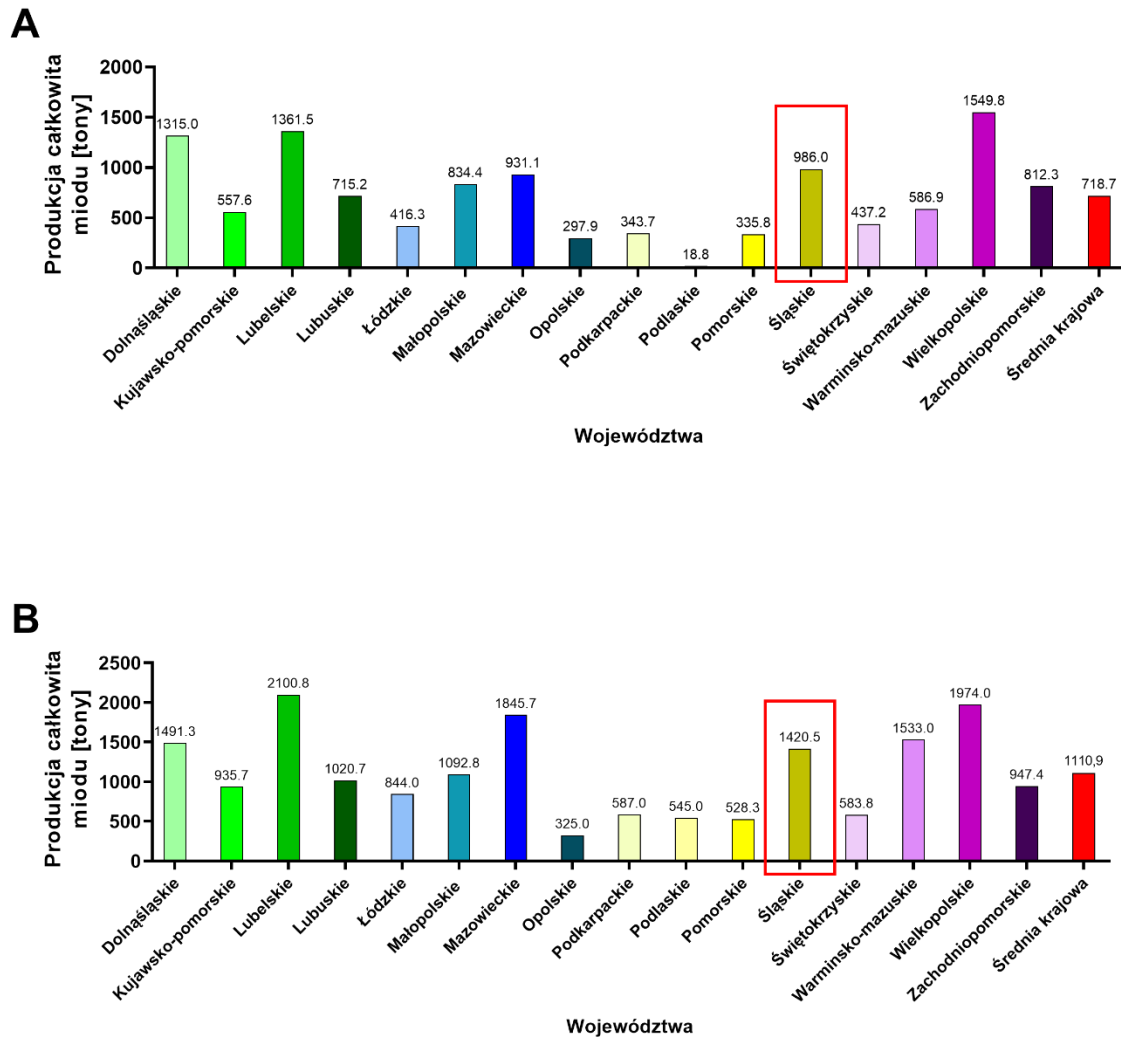 A
Produkcja całkowita
miodu [tony]
2000
1500
1000
500
0
1315.0
557.6
1361.5
715.2
416.3
834.4
931.1
297.9
343.7
18.8
335.8
986.0
437.2
586.9
1549.8
812.3
718.7
Dolnąśląskie
Kujawsko-pomorskie
Lubelskie
Lubuskie
Łódzkie
Małopolskie
Mazowieckie
Opolskie
Podkarpackie
Podlaskie
Pomorskie
Śląskie
Świętokrzyskie
Warminsko-mazuskie
Wielkopolskie
Zachodniopomorskie
Średnia krajowa
Województwa
B
Produkcja całkowita
miodu [tony]
2500
2000
1500
1000
500
0
1491.3
935.7
2100.8
1020.7
844.0
1092.8
1845.7
325.0
587.0
545.0
528.3
1420.5
583.8
1533.0
1974.0
947.4
1110,9
Dolnąśląskie
Kujawsko-pomorskie
Lubelskie
Lubuskie
Łódzkie
Małopolskie
Mazowieckie
Opolskie
Podkarpackie
Podlaskie
Pomorskie
Śląskie
Świętokrzyskie
Warminsko-mazuskie
Wielkopolskie
Zachodniopomorskie
Średnia krajowa
Województwa